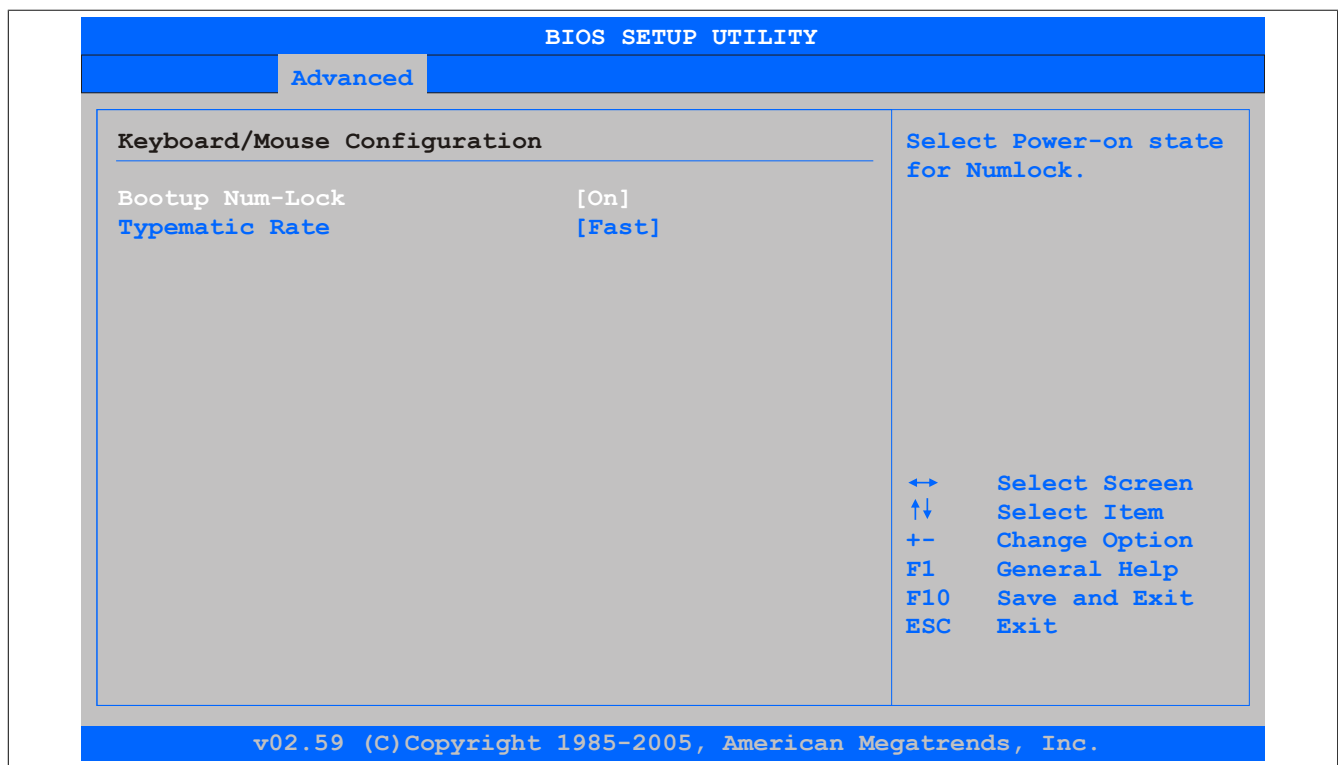 BIOS SETUP UTILITY
Advanced
Keyboard/Mouse Configuration
Bootup Num-Lock [On]
Typematic Rate [Fast]
Select Power-on state
for Numlock.
↔ Select Screen
↑↓ Select Item
+- Change Option
F1 General Help
F10 Save and Exit
ESC Exit
v02.59 (C)Copyright 1985-2005, American Megatrends, Inc.